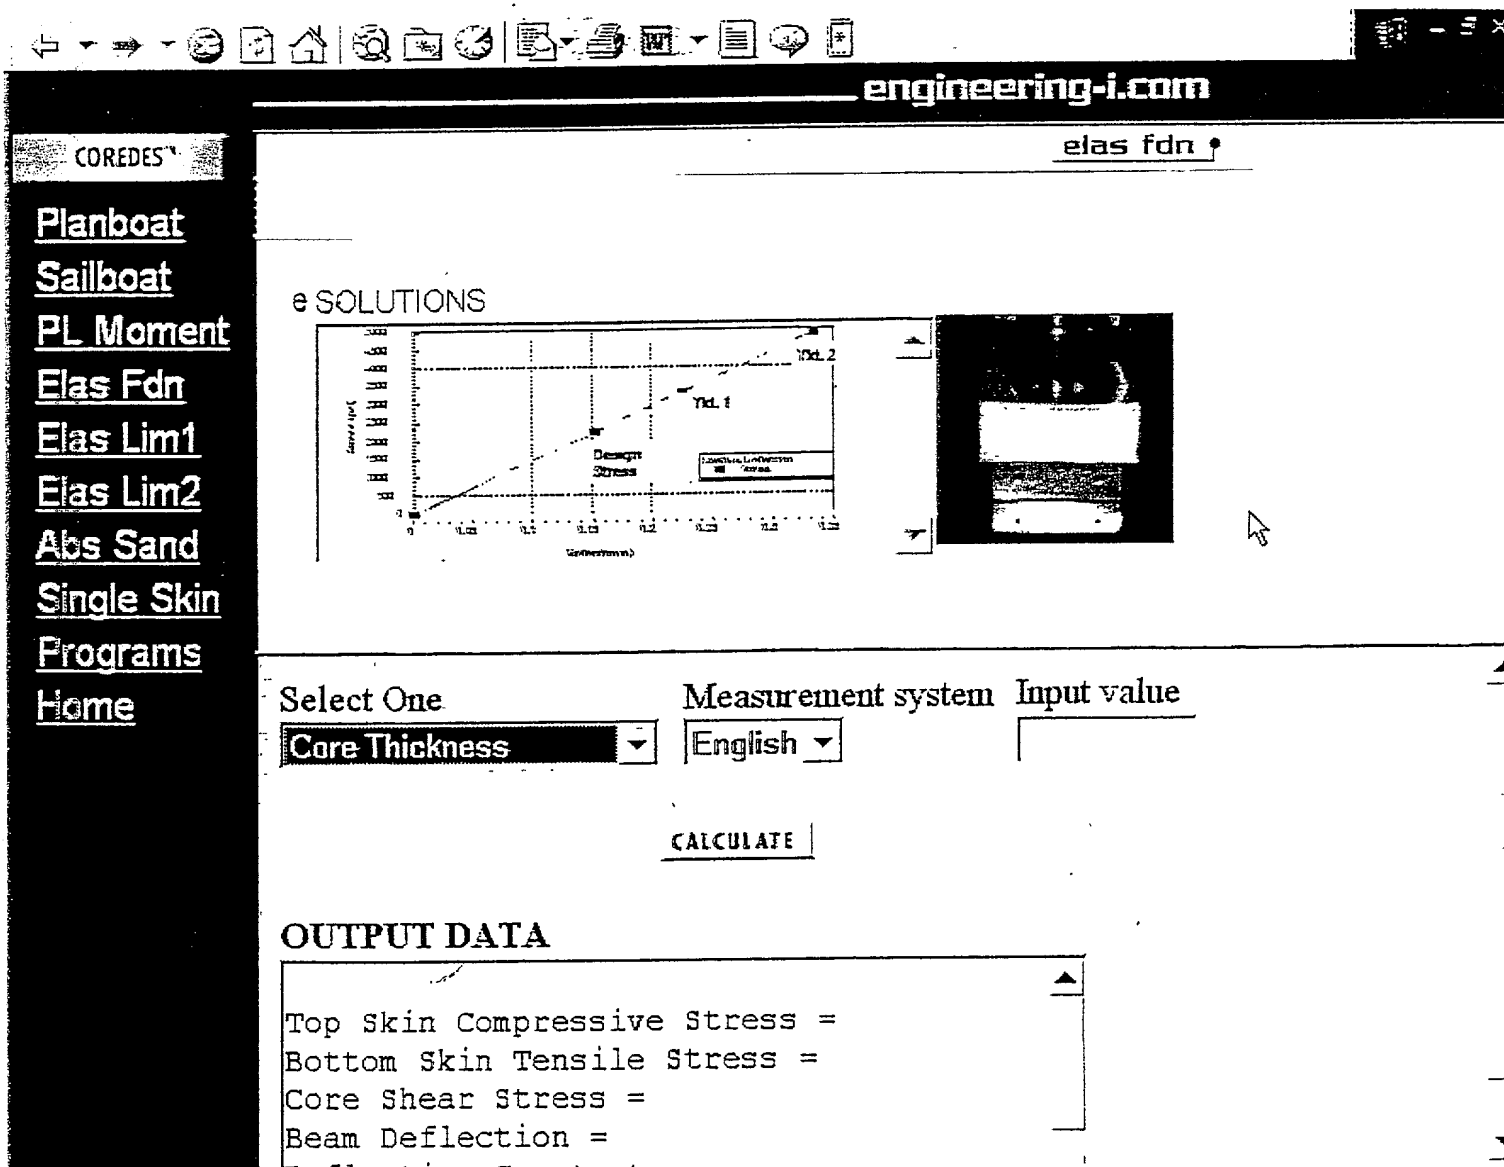 engineering-i.com
COREDES™
elas fdn
Planboat
Sailboat
PL Moment
Elas Fdn
Elas Lim1
Elas Lim2
Abs Sand
Single Skin
Programs
Home
e SOLUTIONS
Yld. 2
Yld. 1
Design
Stress
Select One
Measurement system
Input value
Core Thickness
English
CALCULATE
OUTPUT DATA
Top Skin Compressive Stress =
Bottom Skin Tensile Stress =
Core Shear Stress =
Beam Deflection =